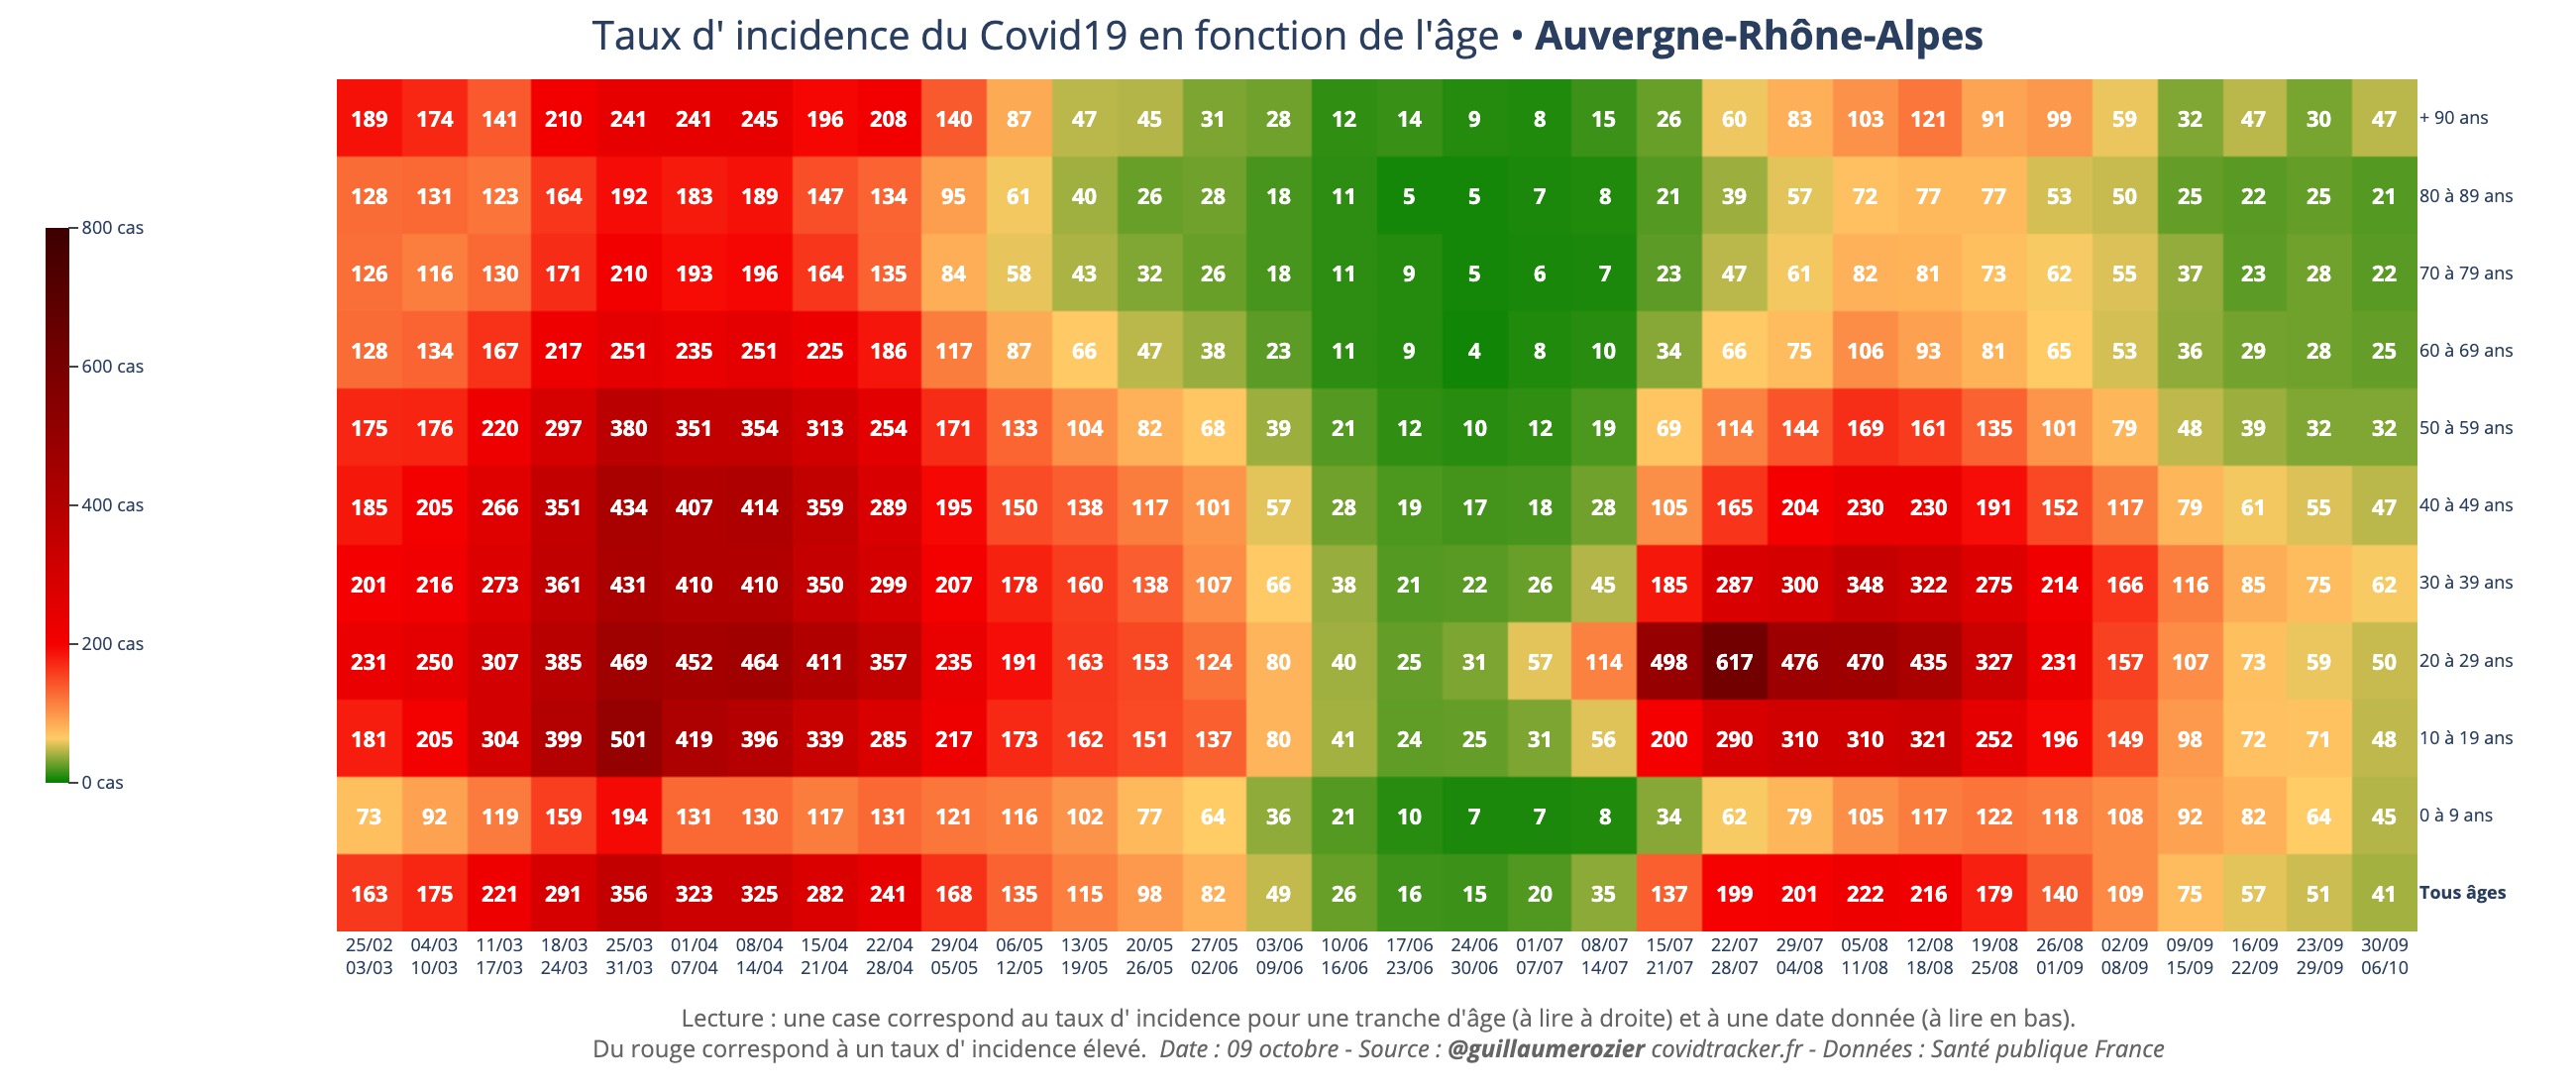 Taux d' incidence du Covid19 en fonction de l'âge • Auvergne-Rhône-Alpes
800 cas
600 cas
400 cas
200 cas
0 cas
189 174 141 210 241 241 245 196 208 140 87 47 45 31 28 12 14 9 8 15 26 60 83 103 121 91 99 59 32 47 30 47 + 90 ans
128 131 123 164 192 183 189 147 134 95 61 40 26 28 18 11 5 5 7 8 21 39 57 72 77 77 53 50 25 22 25 21 80 à 89 ans
126 116 130 171 210 193 196 164 135 84 58 43 32 26 18 11 9 5 6 7 23 47 61 82 81 73 62 55 37 23 28 22 70 à 79 ans
128 134 167 217 251 235 251 225 186 117 87 66 47 38 23 11 9 4 8 10 34 66 75 106 93 81 65 53 36 29 28 25 60 à 69 ans
175 176 220 297 380 351 354 313 254 171 133 104 82 68 39 21 12 10 12 19 69 114 144 169 161 135 101 79 48 39 32 32 50 à 59 ans
185 205 266 351 434 407 414 359 289 195 150 138 117 101 57 28 19 17 18 28 105 165 204 230 230 191 152 117 79 61 55 47 40 à 49 ans
201 216 273 361 431 410 410 350 299 207 178 160 138 107 66 38 21 22 26 45 185 287 300 348 322 275 214 166 116 85 75 62 30 à 39 ans
231 250 307 385 469 452 464 411 357 235 191 163 153 124 80 40 25 31 57 114 498 617 476 470 435 327 231 157 107 73 59 50 20 à 29 ans
181 205 304 399 501 419 396 339 285 217 173 162 151 137 80 41 24 25 31 56 200 290 310 310 321 252 196 149 98 72 71 48 10 à 19 ans
73 92 119 159 194 131 130 117 131 121 116 102 77 64 36 21 10 7 7 8 34 62 79 105 117 122 118 108 92 82 64 45 0 à 9 ans
163 175 221 291 356 323 325 282 241 168 135 115 98 82 49 26 16 15 20 35 137 199 201 222 216 179 140 109 75 57 51 41 Tous âges
25/02 04/03 11/03 18/03 25/03 01/04 08/04 15/04 22/04 29/04 06/05 13/05 20/05 27/05 03/06 10/06 17/06 24/06 01/07 08/07 15/07 22/07 29/07 05/08 12/08 19/08 26/08 02/09 09/09 16/09 23/09 30/09
03/03 10/03 17/03 24/03 31/03 07/04 14/04 21/04 28/04 05/05 12/05 19/05 26/05 02/06 09/06 16/06 23/06 30/06 07/07 14/07 21/07 28/07 04/08 11/08 18/08 25/08 01/09 08/09 15/09 22/09 29/09 06/10
Lecture : une case correspond au taux d' incidence pour une tranche d'âge (à lire à droite) et à une date donnée (à lire en bas).
Du rouge correspond à un taux d' incidence élevé. Date : 09 octobre - Source : @guillaumerozier covidtracker.fr - Données : Santé publique France